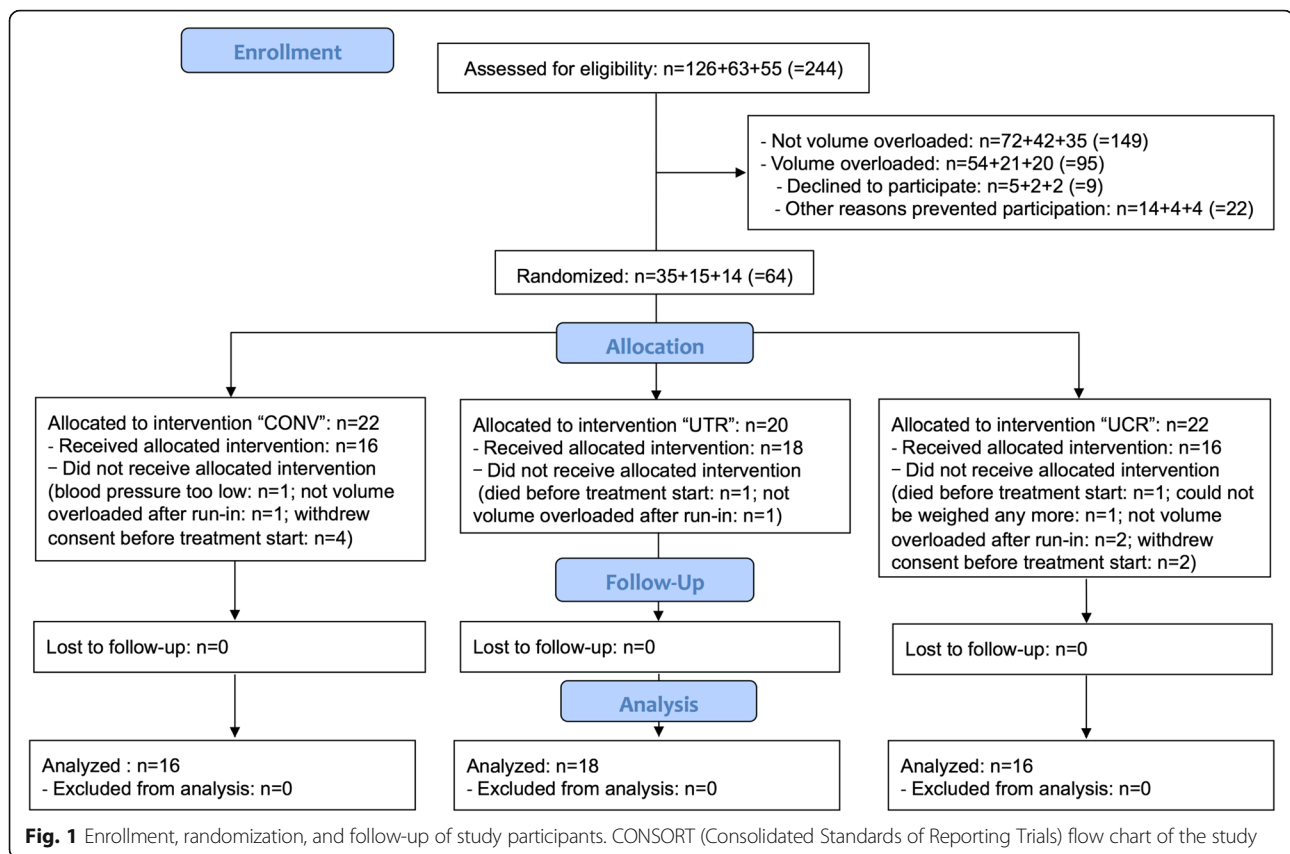 Enrollment
Assessed for eligibility: n=126+63+55 (=244)
- Not volume overloaded: n=72+42+35 (=149)
- Volume overloaded: n=54+21+20 (=95)
- Declined to participate: n=5+2+2 (=9)
- Other reasons prevented participation: n=14+4+4 (=22)
Randomized: n=35+15+14 (=64)
Allocation
Allocated to intervention “CONV”: n=22
- Received allocated intervention: n=16
− Did not receive allocated intervention
(blood pressure too low: n=1; not volume
overloaded after run-in: n=1; withdrew
consent before treatment start: n=4)
Allocated to intervention “UTR”: n=20
- Received allocated intervention: n=18
− Did not receive allocated intervention
(died before treatment start: n=1; not
volume overloaded after run-in: n=1)
Allocated to intervention “UCR”: n=22
- Received allocated intervention: n=16
− Did not receive allocated intervention
(died before treatment start: n=1; could not
be weighed any more: n=1; not volume
overloaded after run-in: n=2; withdrew
consent before treatment start: n=2)
Follow-Up
Lost to follow-up: n=0
Lost to follow-up: n=0
Lost to follow-up: n=0
Analysis
Analyzed : n=16
- Excluded from analysis: n=0
Analyzed: n=18
- Excluded from analysis: n=0
Analyzed: n=16
- Excluded from analysis: n=0
Fig. 1 Enrollment, randomization, and follow-up of study participants. CONSORT (Consolidated Standards of Reporting Trials) flow chart of the study